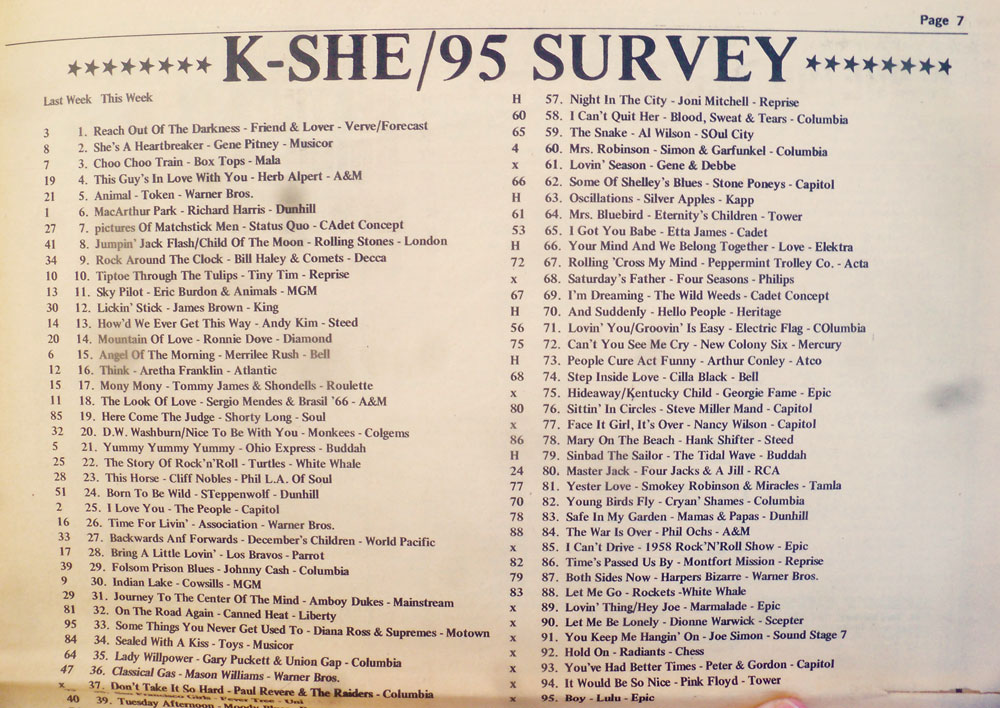 Page 7
K-SHE/95 SURVEY
Last Week This Week
3 1. Reach Out Of The Darkness - Friend & Lover - Verve/Forecast
8 2. She's A Heartbreaker - Gene Pitney - Musicor
7 3. Choo Choo Train - Box Tops - Mala
19 4. This Guy's In Love With You - Herb Alpert - A&M
21 5. Animal - Token - Warner Bros.
1 6. MacArthur Park - Richard Harris - Dunhill
27 7. pictures Of Matchstick Men - Status Quo - CAdet Concept
41 8. Jumpin' Jack Flash/Child Of The Moon - Rolling Stones - London
34 9. Rock Around The Clock - Bill Haley & Comets - Decca
10 10. Tiptoe Through The Tulips - Tiny Tim - Reprise
13 11. Sky Pilot - Eric Burdon & Animals - MGM
30 12. Lickin' Stick - James Brown - King
14 13. How'd We Ever Get This Way - Andy Kim - Steed
20 14. Mountain Of Love - Ronnie Dove - Diamond
6 15. Angel Of The Morning - Merrilee Rush - Bell
12 16. Think - Aretha Franklin - Atlantic
15 17. Mony Mony - Tommy James & Shondells - Roulette
11 18. The Look Of Love - Sergio Mendes & Brasil '66 - A&M
85 19. Here Come The Judge - Shorty Long - Soul
32 20. D.W. Washburn/Nice To Be With You - Monkees - Colgems
5 21. Yummy Yummy Yummy - Ohio Express - Buddah
25 22. The Story Of Rock'n'Roll - Turtles - White Whale
28 23. This Horse - Cliff Nobles - Phil L.A. Of Soul
51 24. Born To Be Wild - STeppenwolf - Dunhill
2 25. I Love You - The People - Capitol
16 26. Time For Livin' - Association - Warner Bros.
33 27. Backwards Anf Forwards - December's Children - World Pacific
17 28. Bring A Little Lovin' - Los Bravos - Parrot
39 29. Folsom Prison Blues - Johnny Cash - Columbia
9 30. Indian Lake - Cowsills - MGM
29 31. Journey To The Center Of The Mind - Amboy Dukes - Mainstream
81 32. On The Road Again - Canned Heat - Liberty
95 33. Some Things You Never Get Used To - Diana Ross & Supremes - Motown
84 34. Sealed With A Kiss - Toys - Musicor
64 35. Lady Willpower - Gary Puckett & Union Gap - Columbia
47 36. Classical Gas - Mason Williams - Warner Bros.
x 37. Don't Take It So Hard - Paul Revere & The Raiders - Columbia
40 39. Tuesday Afternoon - Moody
H 57. Night In The City - Joni Mitchell - Reprise
60 58. I Can't Quit Her - Blood, Sweat & Tears - Columbia
65 59. The Snake - Al Wilson - SOul City
4 60. Mrs. Robinson - Simon & Garfunkel - Columbia
x 61. Lovin' Season - Gene & Debbe
66 62. Some Of Shelley's Blues - Stone Poneys - Capitol
H 63. Oscillations - Silver Apples - Kapp
61 64. Mrs. Bluebird - Eternity's Children - Tower
53 65. I Got You Babe - Etta James - Cadet
H 66. Your Mind And We Belong Together - Love - Elektra
72 67. Rolling 'Cross My Mind - Peppermint Trolley Co. - Acta
x 68. Saturday's Father - Four Seasons - Philips
67 69. I'm Dreaming - The Wild Weeds - Cadet Concept
H 70. And Suddenly - Hello People - Heritage
56 71. Lovin' You/Groovin' Is Easy - Electric Flag - COlumbia
75 72. Can't You See Me Cry - New Colony Six - Mercury
H 73. People Cure Act Funny - Arthur Conley - Atco
68 74. Step Inside Love - Cilla Black - Bell
x 75. Hideaway/Kentucky Child - Georgie Fame - Epic
80 76. Sittin' In Circles - Steve Miller Mand - Capitol
x 77. Face It Girl, It's Over - Nancy Wilson - Capitol
86 78. Mary On The Beach - Hank Shifter - Steed
H 79. Sinbad The Sailor - The Tidal Wave - Buddah
24 80. Master Jack - Four Jacks & A Jill - RCA
77 81. Yester Love - Smokey Robinson & Miracles - Tamla
70 82. Young Birds Fly - Cryan' Shames - Columbia
78 83. Safe In My Garden - Mamas & Papas - Dunhill
88 84. The War Is Over - Phil Ochs - A&M
x 85. I Can't Drive - 1958 Rock'N'Roll Show - Epic
82 86. Time's Passed Us By - Montfort Mission - Reprise
79 87. Both Sides Now - Harpers Bizarre - Warner Bros.
83 88. Let Me Go - Rockets -White Whale
x 89. Lovin' Thing/Hey Joe - Marmalade - Epic
x 90. Let Me Be Lonely - Dionne Warwick - Scepter
x 91. You Keep Me Hangin' On - Joe Simon - Sound Stage 7
x 92. Hold On - Radiants - Chess
x 93. You've Had Better Times - Peter & Gordon - Capitol
x 94. It Would Be So Nice - Pink Floyd - Tower
x 95. Boy - Lulu - Epic